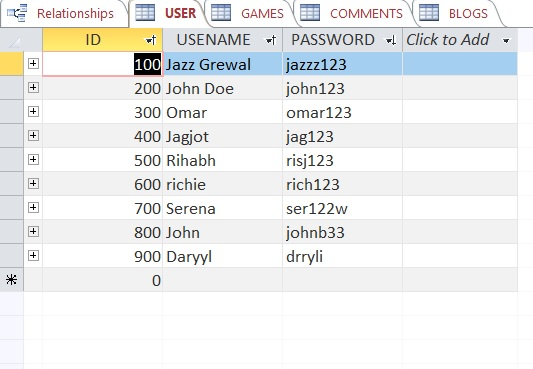 Relationships USER GAMES COMMENTS BLOGS
ID USENAME PASSWORD Click to Add
100 Jazz Grewal jazzz123
200 John Doe john123
300 Omar omar123
400 Jagjot jag123
500 Rihabh risj123
600 richie rich123
700 Serena ser122w
800 John johnb33
900 Daryyl drryli
0